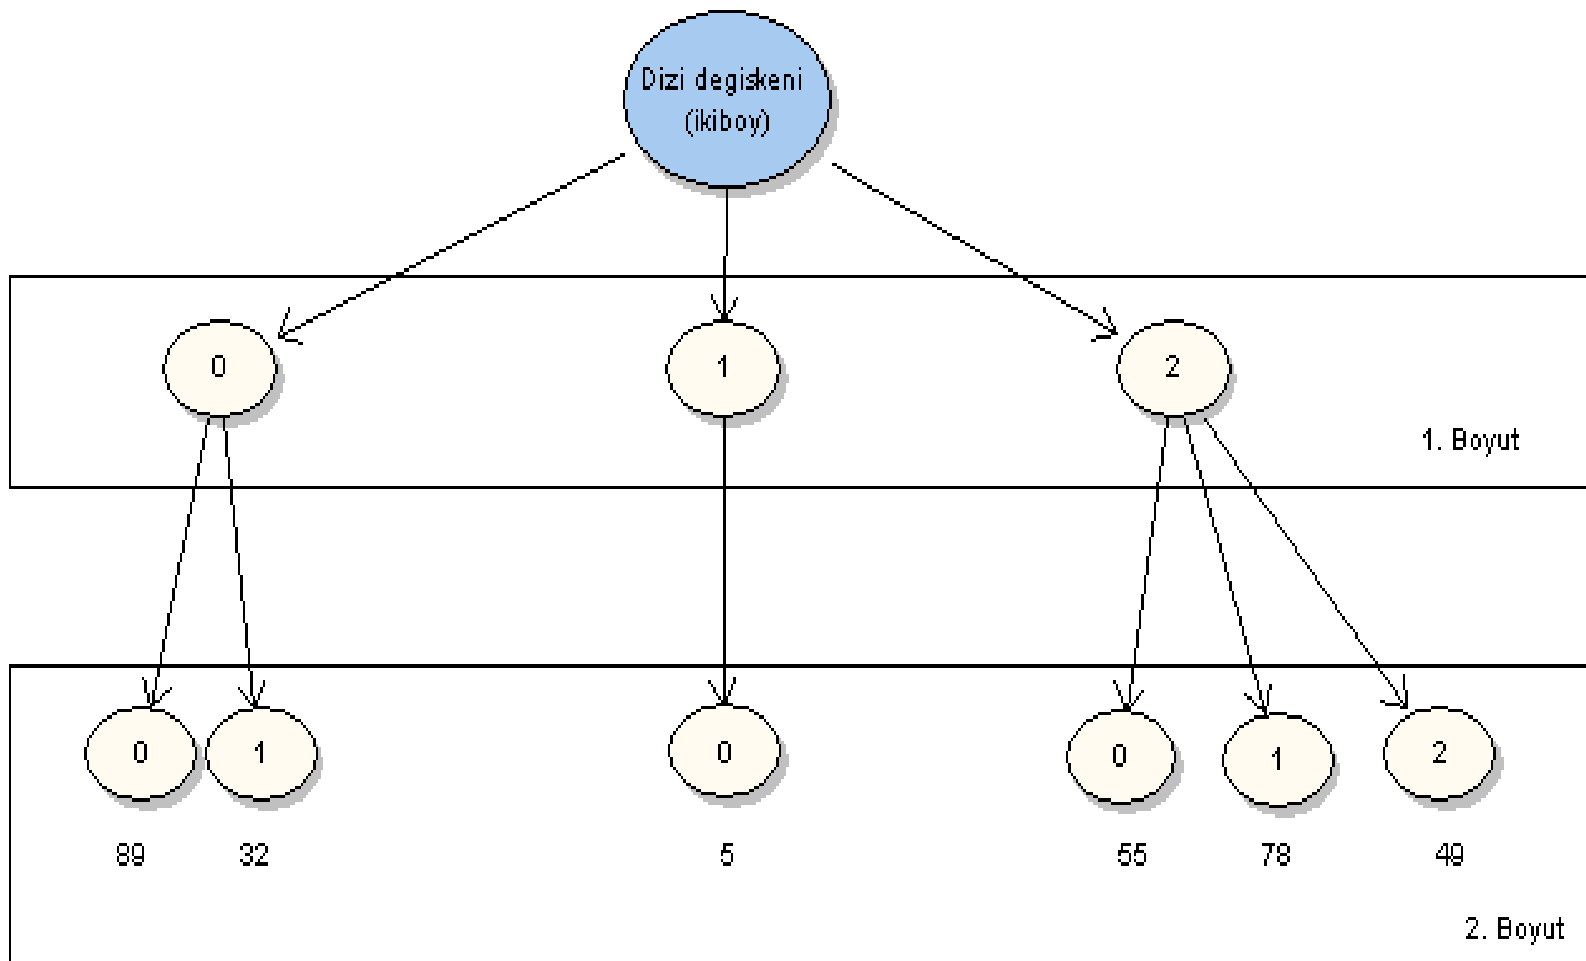 Dizi degiskeni
(ikiboy)
0 1 2
1. Boyut
0 1 0 0 1 2
89 32 5 55 78 49
2. Boyut